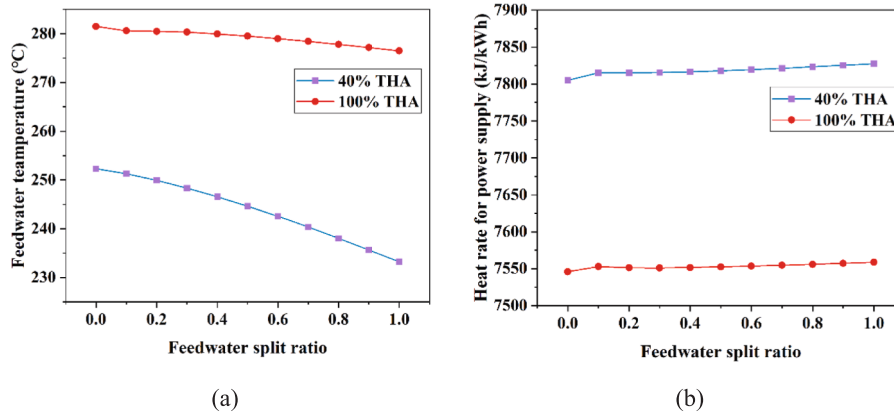 280
270
260
250
240
230
Feedwater teamperature (°C)
40% THA
100% THA
0.0 0.2 0.4 0.6 0.8 1.0
Feedwater split ratio
(a)
7900
7850
7800
7750
7700
7650
7600
7550
7500
Heat rate for power supply (kJ/kWh)
40% THA
100% THA
0.0 0.2 0.4 0.6 0.8 1.0
Feedwater split ratio
(b)